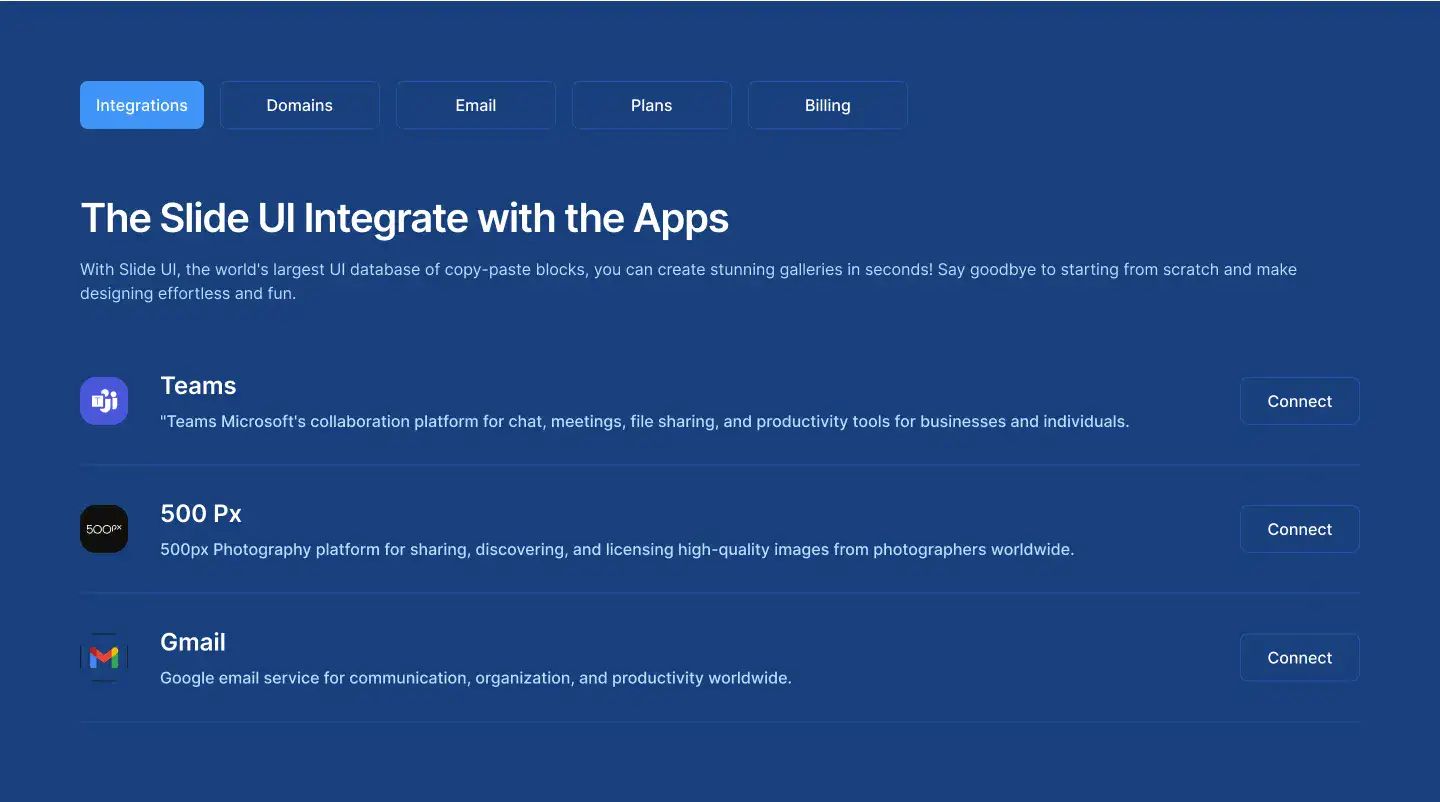 Integrations
Domains
Email
Plans
Billing
The Slide UI Integrate with the Apps
With Slide UI, the world's largest UI database of copy-paste blocks, you can create stunning galleries in seconds! Say goodbye to starting from scratch and make
designing effortless and fun.
T
Teams
"Teams Microsoft's collaboration platform for chat, meetings, file sharing, and productivity tools for businesses and individuals.
Connect
500px
500 Px
500px Photography platform for sharing, discovering, and licensing high-quality images from photographers worldwide.
Connect
Gmail
Google email service for communication, organization, and productivity worldwide.
Connect